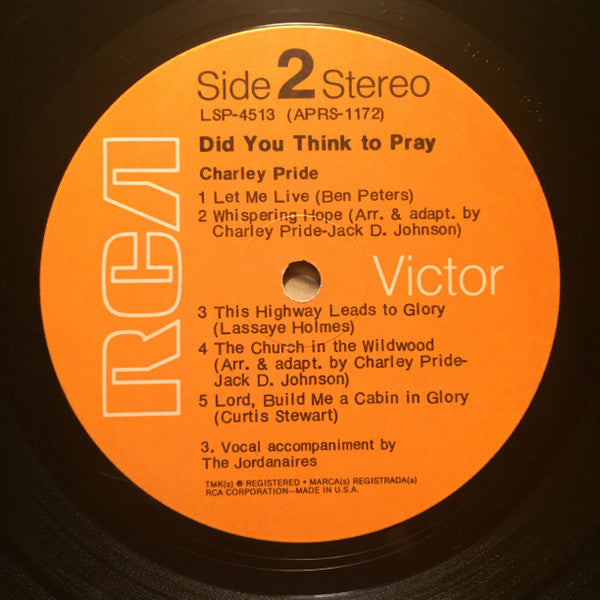 Side 2 Stereo
LSP-4513 (APRS-1172)
Did You Think to Pray
Charley Pride
1 Let Me Live (Ben Peters)
2 Whispering Hope (Arr. & adapt. by
Charley Pride-Jack D. Johnson)
RCA
Victor
3 This Highway Leads to Glory
(Lassaye Holmes)
4 The Church in the Wildwood
(Arr. & adapt. by Charley Pride-
Jack D. Johnson)
5 Lord, Build Me a Cabin in Glory
(Curtis Stewart)
3. Vocal accompaniment by
The Jordanaires
TMK(s) ® REGISTERED • MARCA(s) REGISTRADA(s)
RCA CORPORATION—MADE IN U.S.A.